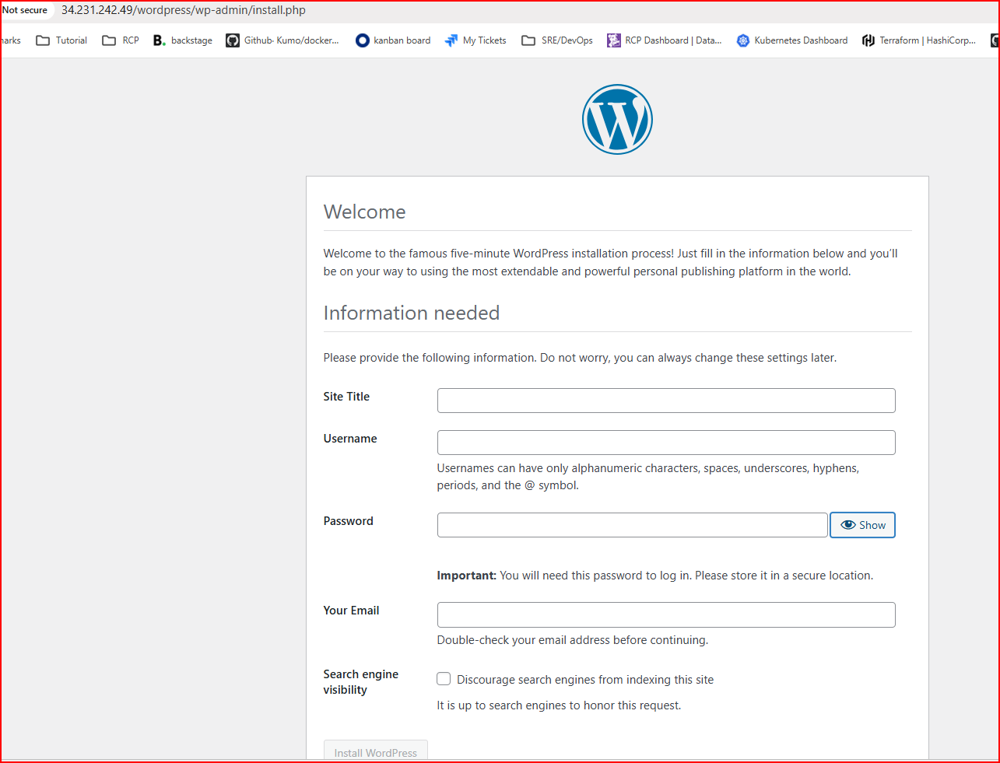 Not secure 34.231.242.49/wordpress/wp-admin/install.php
narks Tutorial RCP B. backstage Github- Kumo/docker... kanban board My Tickets SRE/DevOps RCP Dashboard | Data... Kubernetes Dashboard Terraform | HashiCorp...
Welcome
Welcome to the famous five-minute WordPress installation process! Just fill in the information below and you’ll
be on your way to using the most extendable and powerful personal publishing platform in the world.
Information needed
Please provide the following information. Do not worry, you can always change these settings later.
Site Title
Username
Usernames can have only alphanumeric characters, spaces, underscores, hyphens,
periods, and the @ symbol.
Password
Show
Important: You will need this password to log in. Please store it in a secure location.
Your Email
Double-check your email address before continuing.
Search engine
visibility
Discourage search engines from indexing this site
It is up to search engines to honor this request.
Install WordPress